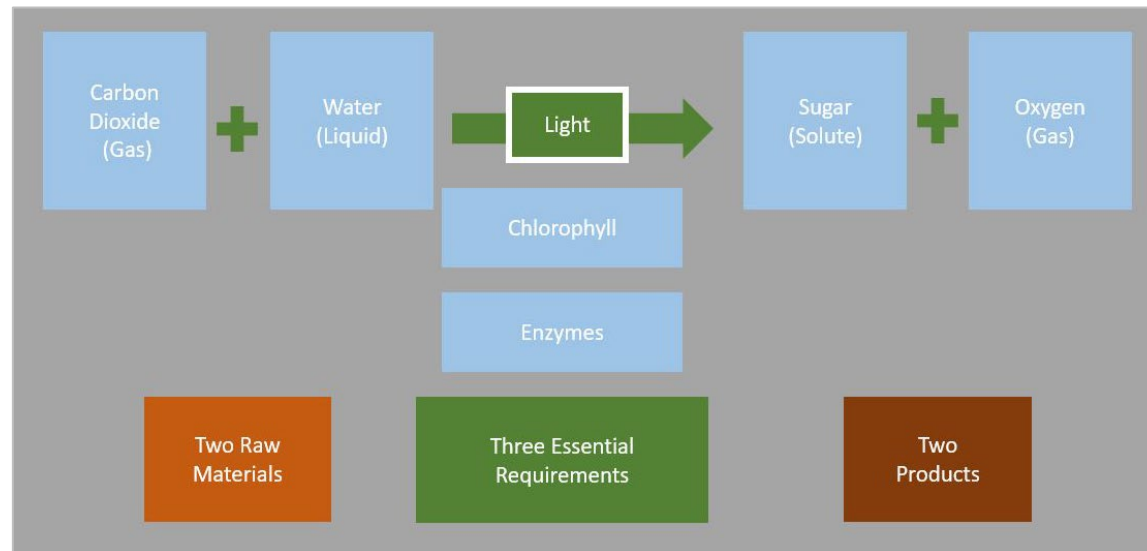 Carbon
Dioxide
(Gas)
Water
(Liquid)
Light
Sugar
(Solute)
Oxygen
(Gas)
Chlorophyll
Enzymes
Two Raw
Materials
Three Essential
Requirements
Two
Products